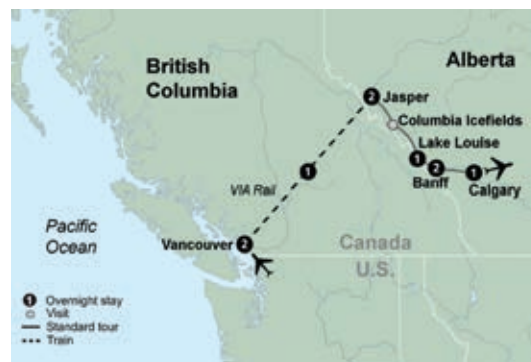 British
Columbia
Alberta
2 Jasper
Columbia Icefields
Lake Louise
1
2
1
Banff
Calgary
1
VIA Rail
Pacific
Ocean
Vancouver 2
Canada
U.S.
1 Overnight stay
Visit
Standard tour
Train